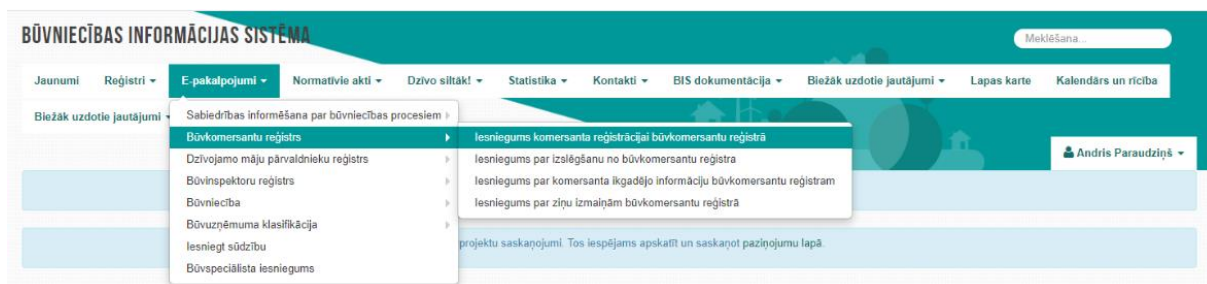 BŪVNIECĪBAS INFORMĀCIJAS SISTĒMA
Meklēšana...
Jaunumi Reģistri E-pakalpojumi Normatīvie akti Dzīvo siltāk! Statistika Kontakti BIS dokumentācija Biežāk uzdotie jautājumi Lapas karte Kalendārs un rīcība
Biežāk uzdotie jautājumi
Sabiedrības informēšana par būvniecības procesiem
Būvkomersantu reģistrs
Dzīvojamo māju pārvaldnieku reģistrs
Būvinspektoru reģistrs
Būvniecība
Būvuzņēmuma klasifikācija
Iesniegt sūdzību
Būvspeciālista iesniegums
Iesniegums komersanta reģistrācijai būvkomersantu reģistrā
Iesniegums par izslēgšanu no būvkomersantu reģistra
Iesniegums par komersanta ikgadējo informāciju būvkomersantu reģistram
Iesniegums par ziņu izmaiņām būvkomersantu reģistrā
Andris Paraudziņš
projektu saskaņojumi. Tos iespējams apskatīt un saskaņot paziņojumu lapā.